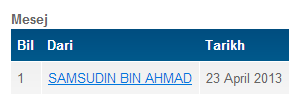 Mesej
Bil Dari Tarikh
1 SAMSUDIN BIN AHMAD 23 April 2013